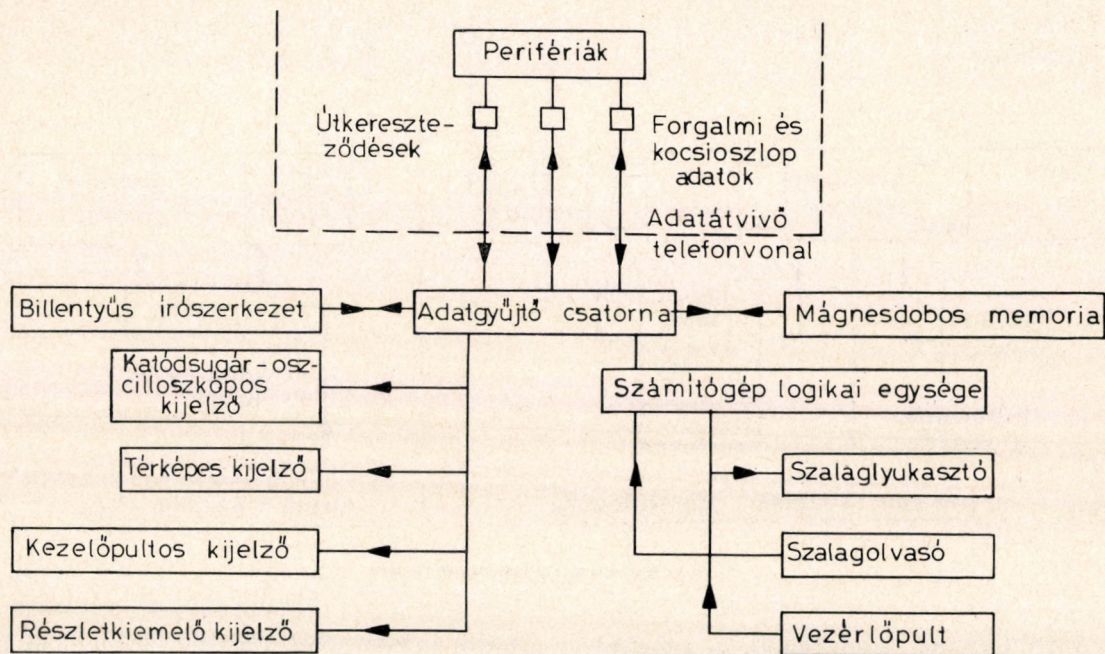 Perifériák
Útkereszte-
ződések
Forgalmi és
kocsioszlop
adatok
Adatátvivő
telefonvonal
Billentyűs írószerkezet
Adatgyűjtő csatorna
Mágnesdobos memoria
Katódsugár-osz-
cilloszkópos
kijelző
Számítógép logikai egysége
Térképes kijelző
Szalaglyukasztó
Kezelőpultos kijelző
Szalagolvasó
Részletkiemelő kijelző
Vezérlőpult